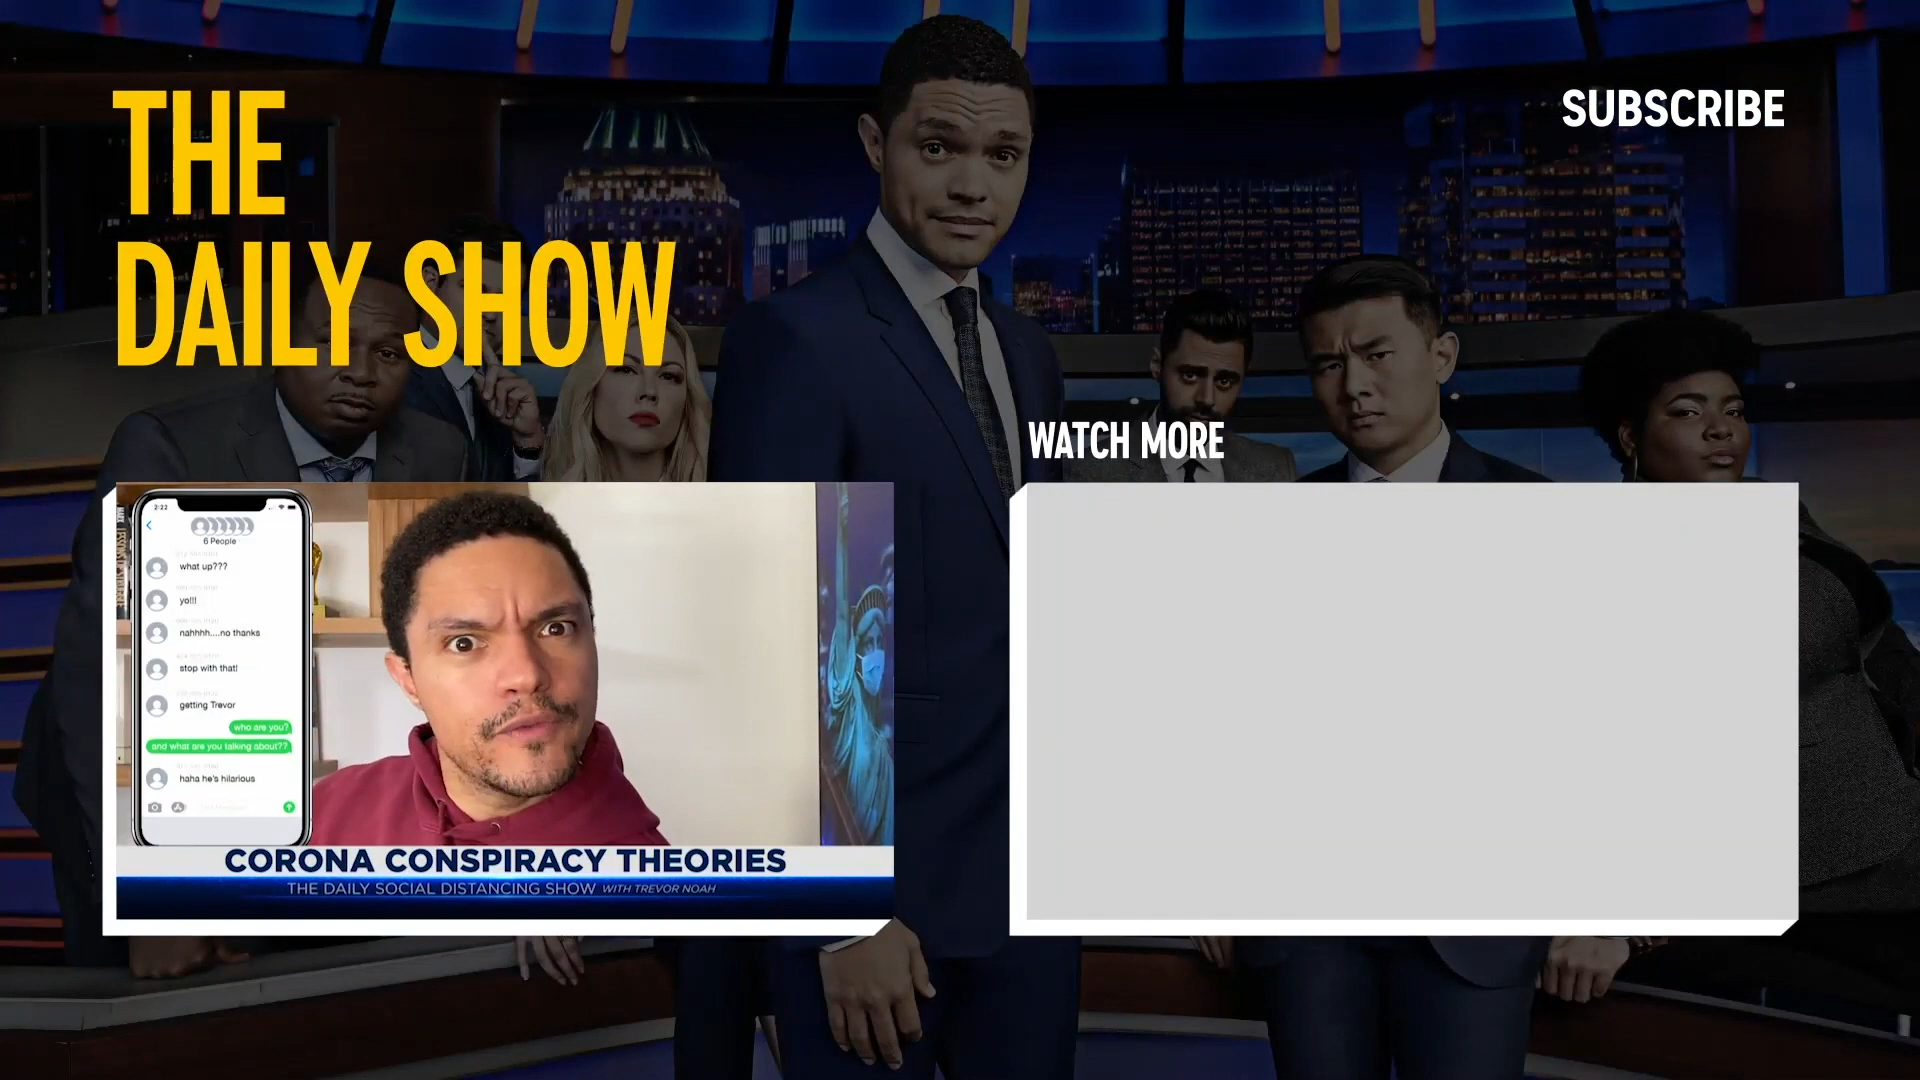 THE
DAILY SHOW
SUBSCRIBE
WATCH MORE
2:22
6 People
what up???
yo!!!
nahhhh....no thanks
stop with that!
getting Trevor
who are you?
and what are you talking about??
haha he's hilarious
CORONA CONSPIRACY THEORIES
THE DAILY SOCIAL DISTANCING SHOW WITH TREVOR NOAH